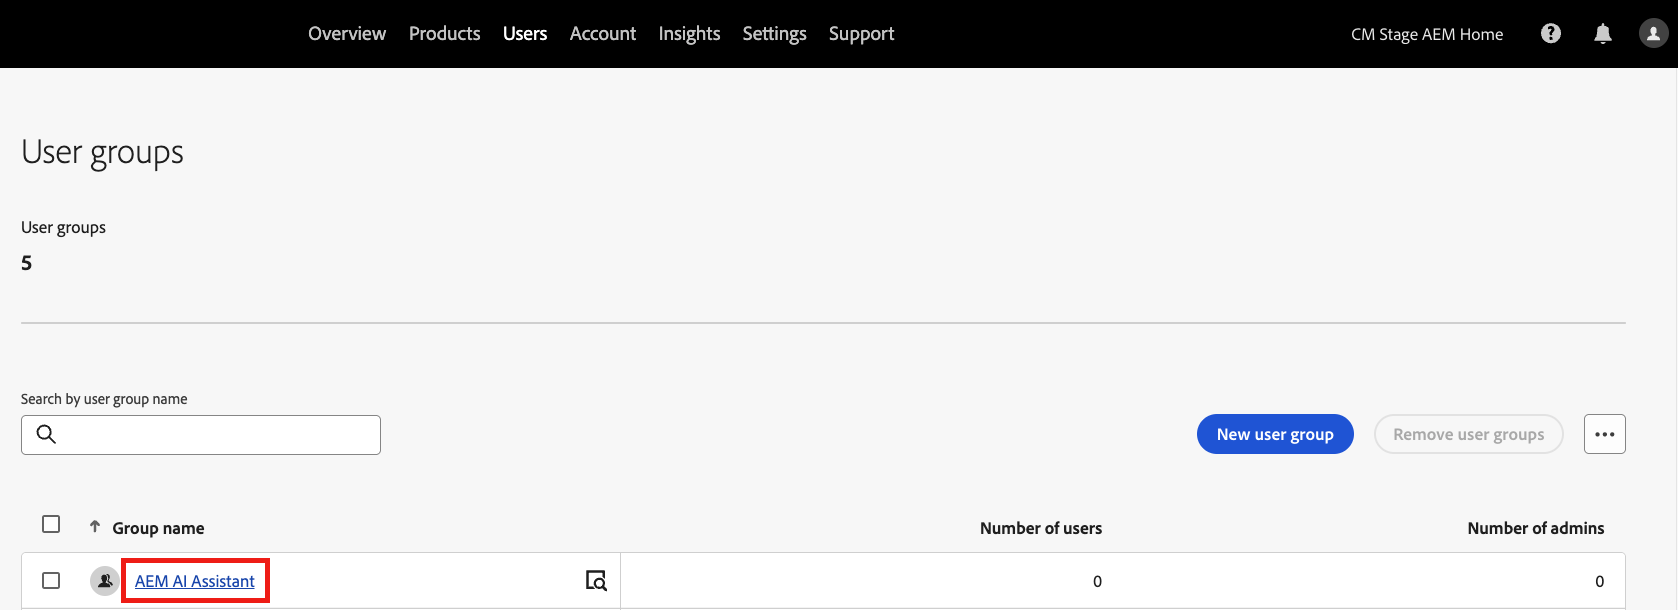 Overview Products Users Account Insights Settings Support CM Stage AEM Home
User groups
User groups
5
Search by user group name
New user group Remove user groups
Group name Number of users Number of admins
AEM AI Assistant 0 0